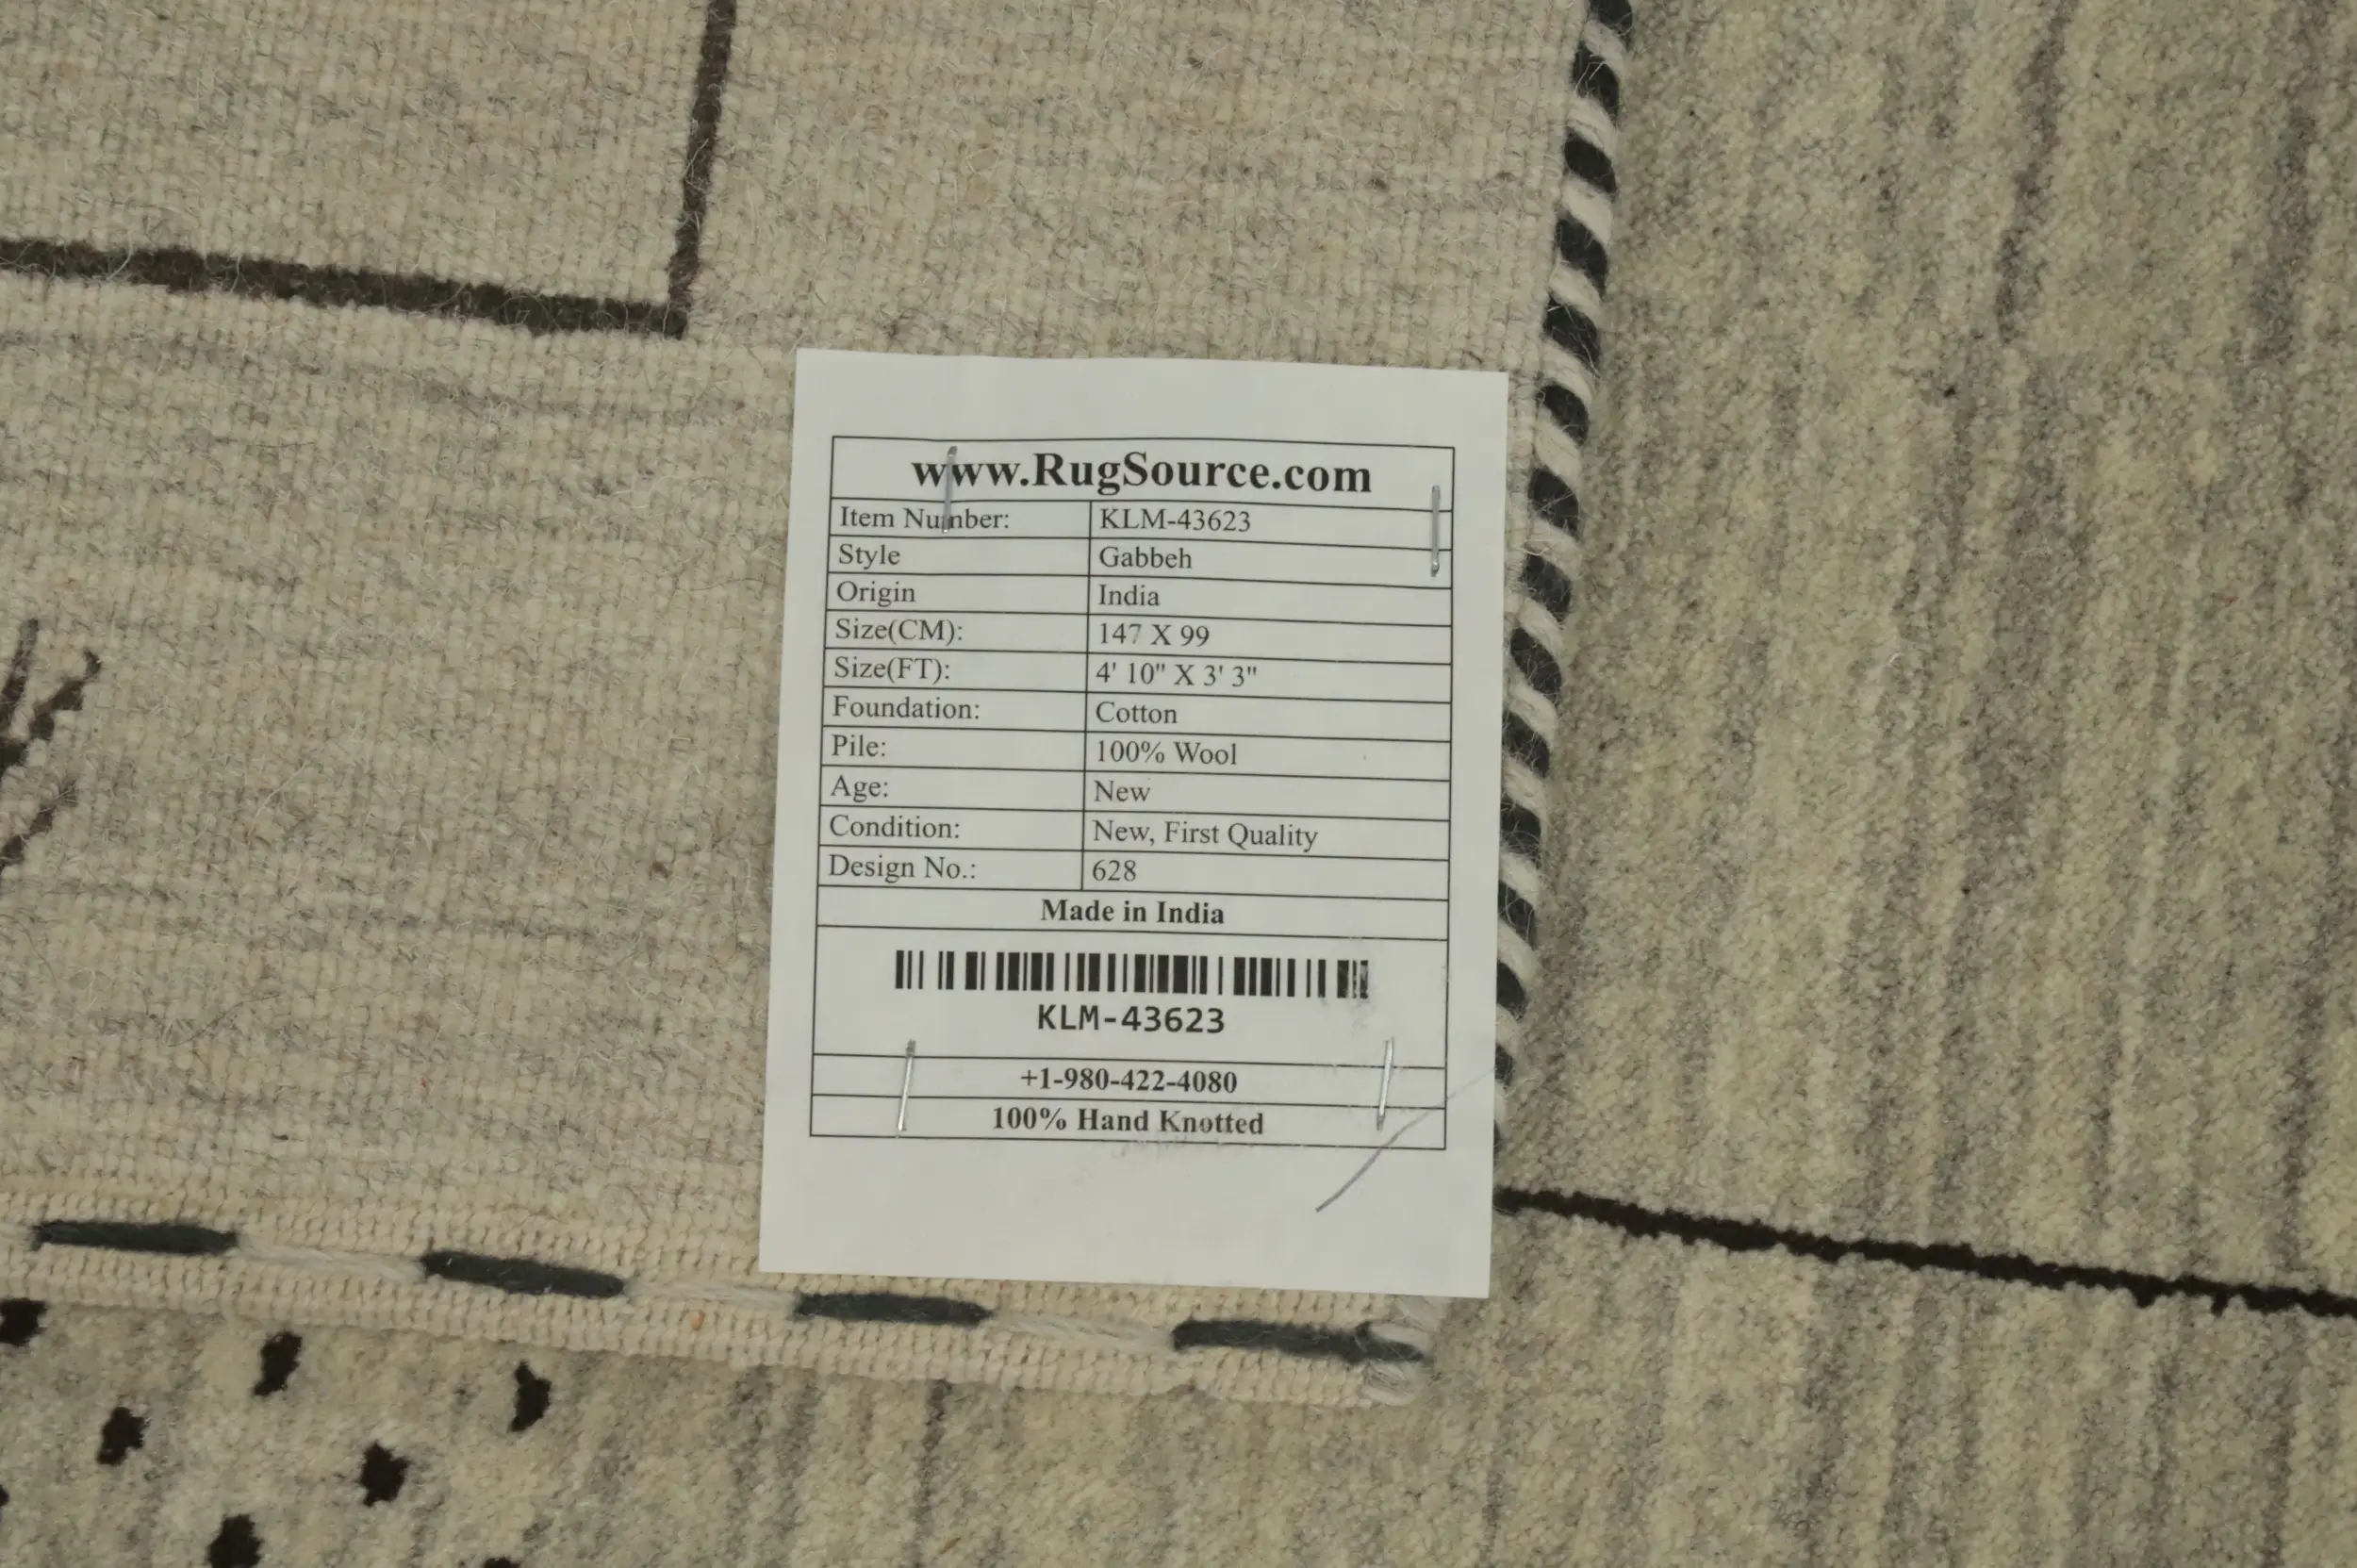 www.RugSource.com
Item Number: KLM-43623
Style Gabbeh
Origin India
Size(CM): 147 X 99
Size(FT): 4' 10" X 3' 3"
Foundation: Cotton
Pile: 100% Wool
Age: New
Condition: New, First Quality
Design No.: 628
Made in India
KLM-43623
+1-980-422-4080
100% Hand Knotted